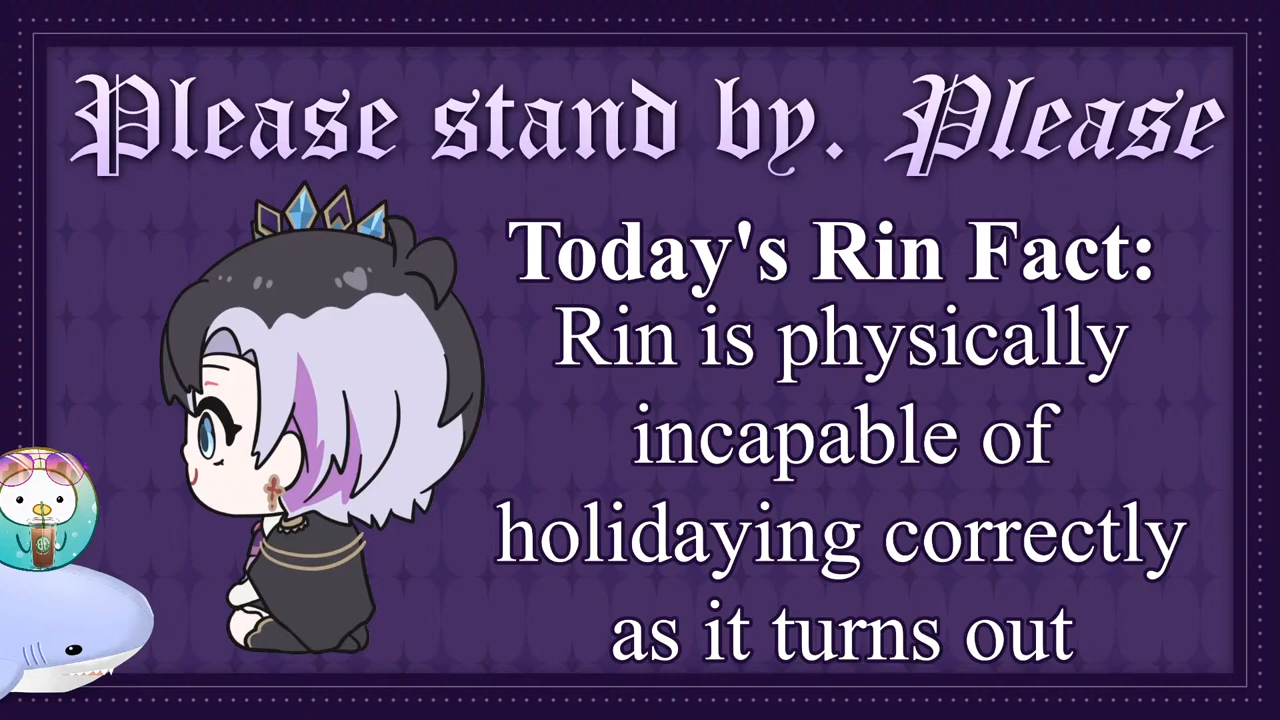 Please stand by. Please
Today's Rin Fact:
Rin is physically
incapable of
holidaying correctly
as it turns out